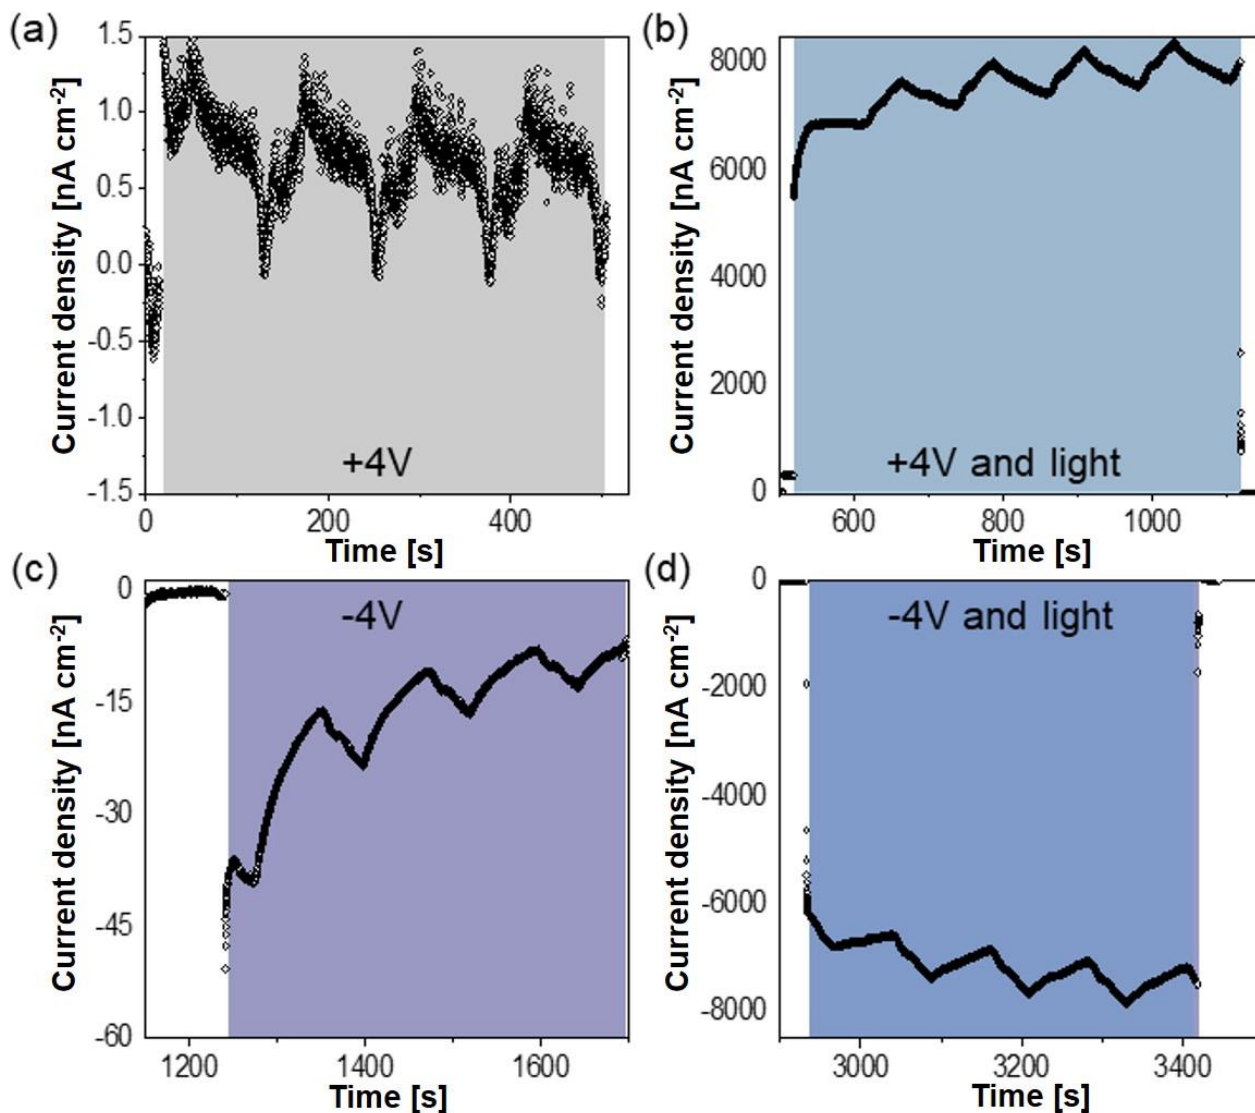 (a)
1.5
1.0
0.5
0.0
-0.5
-1.0
-1.5
Current density [nA cm-2]
+4V
0
200
400
Time [s]
(b)
8000
6000
4000
2000
0
Current density [nA cm-2]
+4V and light
600
800
1000
Time [s]
(c)
0
-15
-30
-45
-60
Current density [nA cm-2]
-4V
1200
1400
1600
Time [s]
(d)
0
-2000
-4000
-6000
-8000
Current density [nA cm-2]
-4V and light
3000
3200
3400
Time [s]